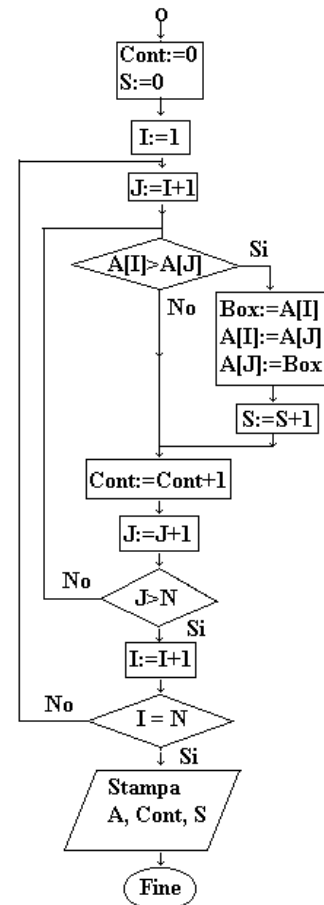 Cont:=0
S:=0
I:=1
J:=I+1
A[I]>A[J]
Si
No
Box:=A[I]
A[I]:=A[J]
A[J]:=Box
S:=S+1
Cont:=Cont+1
J:=J+1
No
J>N
Si
I:=I+1
No
I = N
Si
Stampa
A, Cont, S
Fine